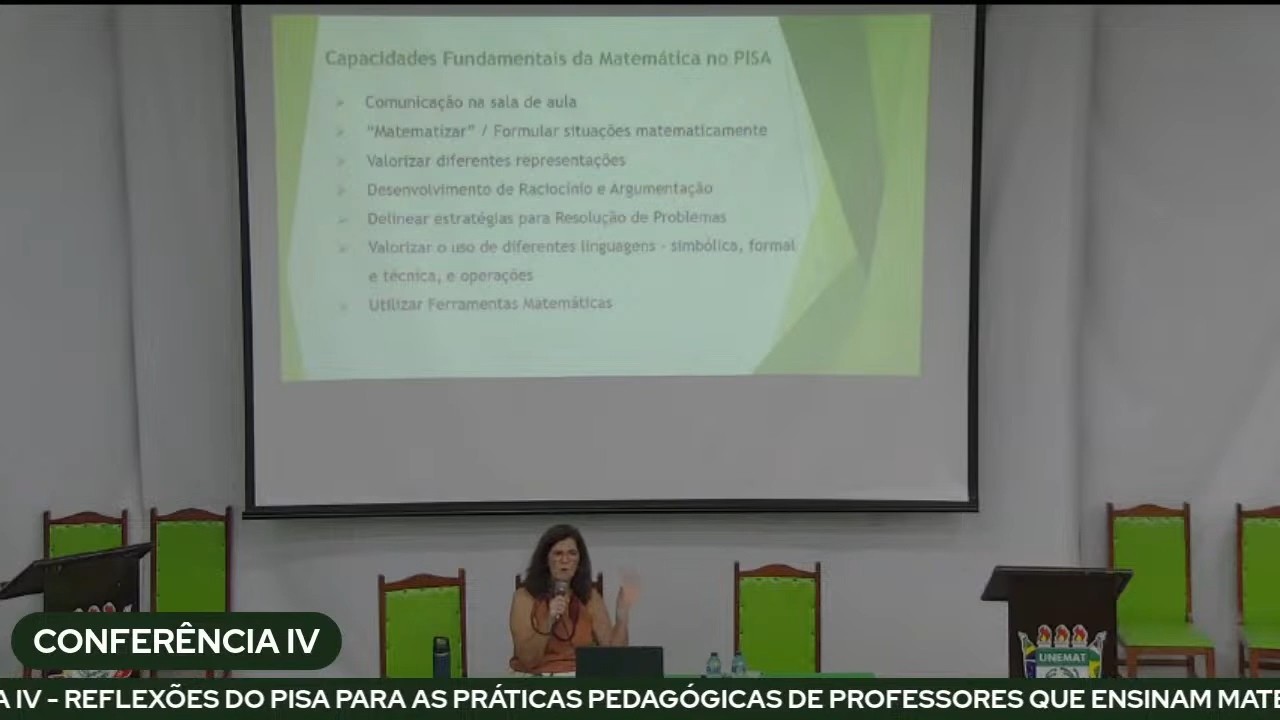 Capacidades Fundamentais da Matemática no PISA
Comunicação na sala de aula
"Matematizar" / Formular situações matematicamente
Valorizar diferentes representações
Desenvolvimento de Raciocínio e Argumentação
Delinear estratégias para Resolução de Problemas
Valorizar o uso de diferentes linguagens - simbólica, formal
e técnica, e operações
Utilizar Ferramentas Matemáticas
CONFERÊNCIA IV
UNEMAT
A IV - REFLEXÕES DO PISA PARA AS PRÁTICAS PEDAGÓGICAS DE PROFESSORES QUE ENSINAM MATE